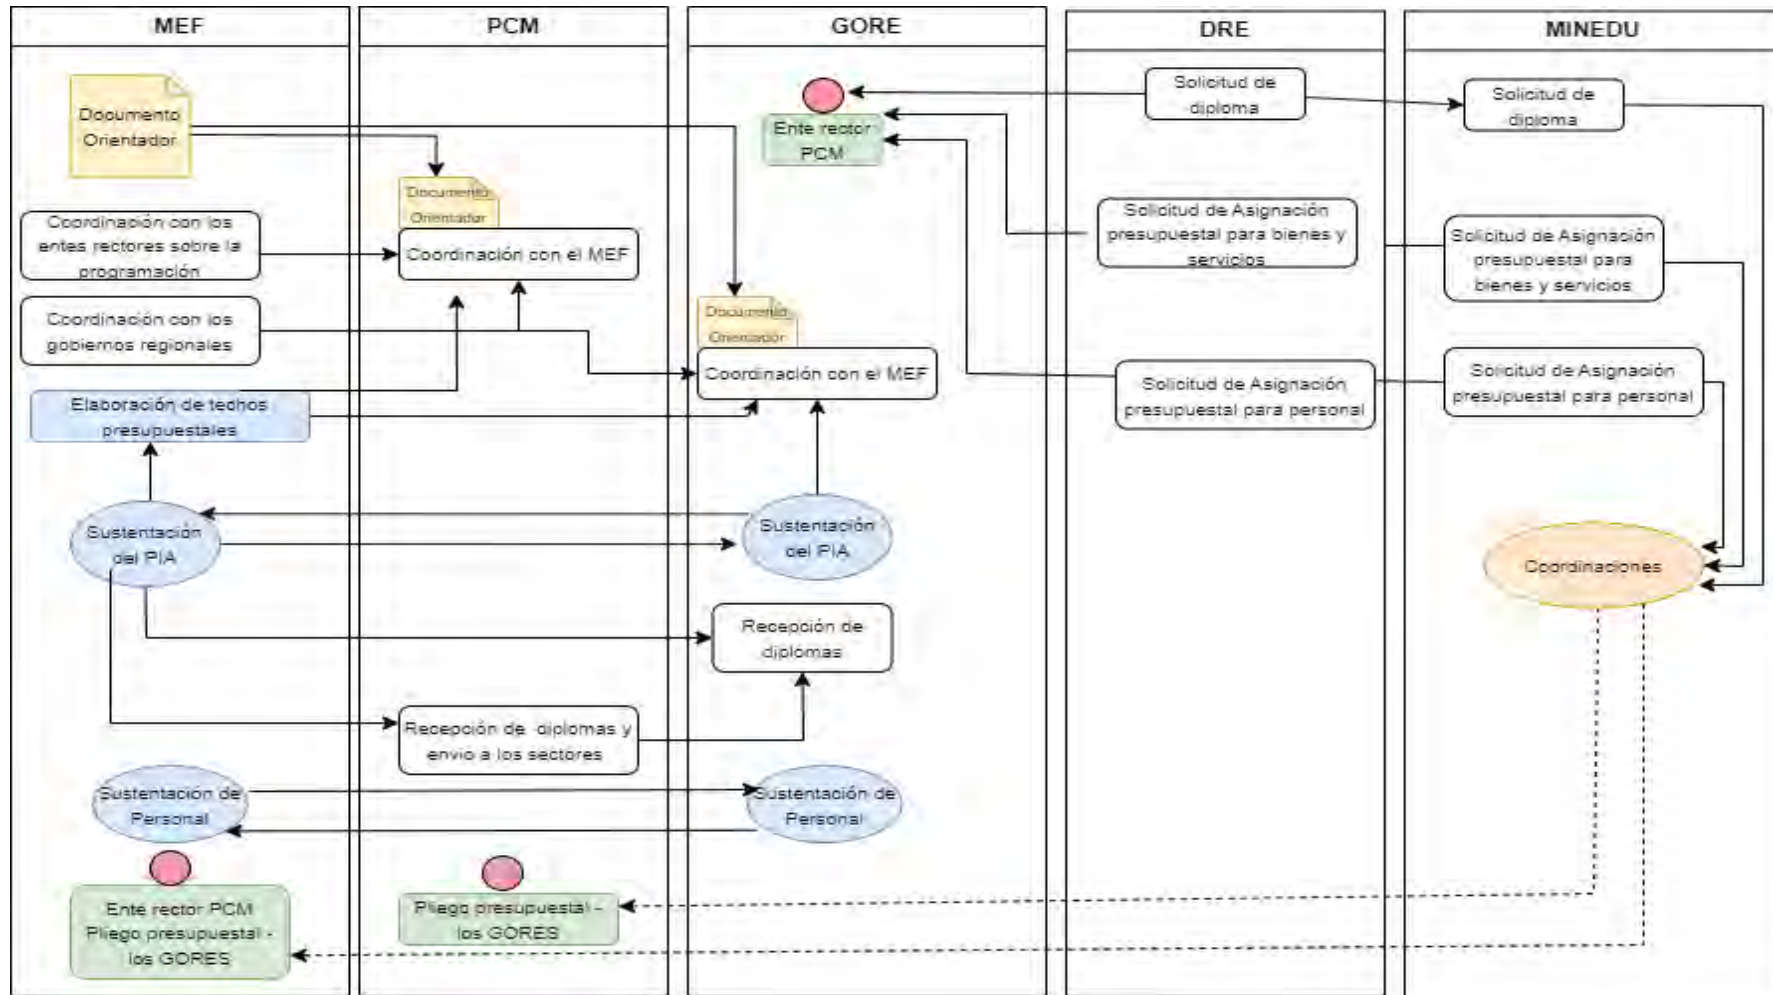 MEF
Documento
Orientador
Coordinación con los
entes rectores sobre la
programación
Coordinación con los
gobiernos regionales
Elaboración de techos
presupuestales
Sustentación
del PIA
Sustentación de
Personal
Ente rector PCM
Pliego presupuestal -
los GORES
PCM
Documento
Orientador
Coordinación con el MEF
Recepción de diplomas y
envio a los sectores
Pliego presupuestal -
los GORES
GORE
Ente rector
PCM
Documento
Orientador
Coordinación con el MEF
Sustentación
del PIA
Recepción de
diplomas
Sustentación de
Personal
DRE
Solicitud de
diploma
Solicitud de Asignación
presupuestal para bienes y
servicios
Solicitud de Asignación
presupuestal para personal
MINEDU
Solicitud de
diploma
Solicitud de Asignación
presupuestal para
bienes y servicios
Solicitud de Asignación
presupuestal para personal
Coordinaciones